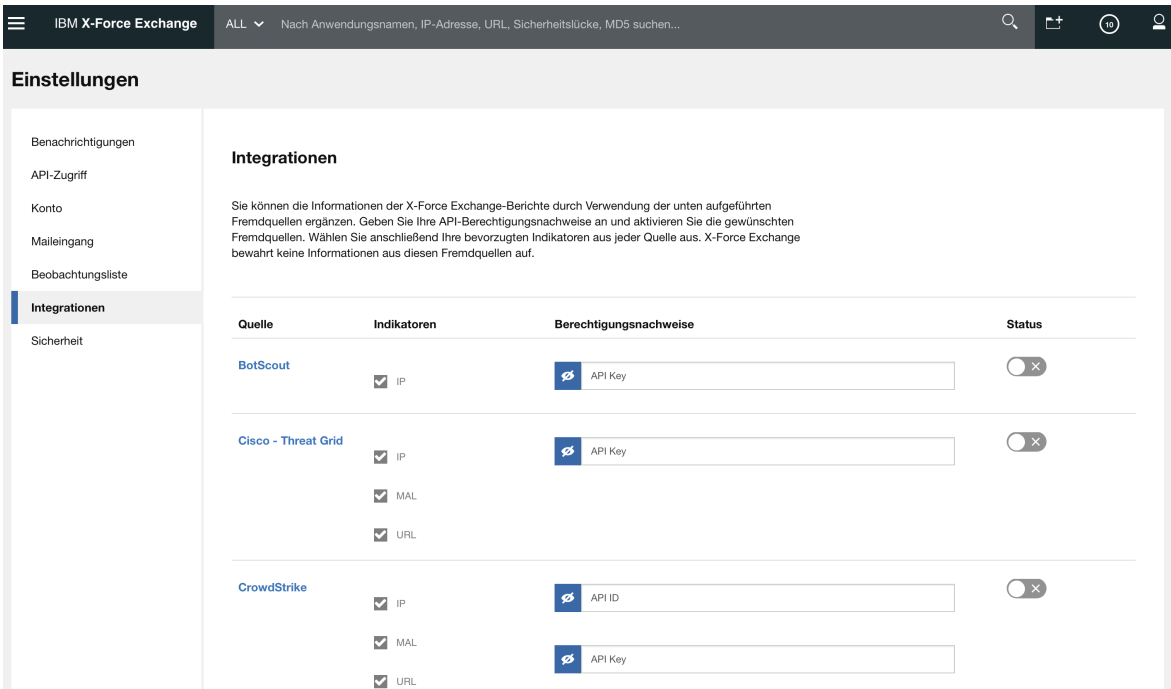 IBM X-Force Exchange
ALL
Nach Anwendungsnamen, IP-Adresse, URL, Sicherheitslücke, MD5 suchen...
10
Einstellungen
Benachrichtigungen
API-Zugriff
Konto
Maileingang
Beobachtungsliste
Integrationen
Sicherheit
Integrationen
Sie können die Informationen der X-Force Exchange-Berichte durch Verwendung der unten aufgeführten
Fremdquellen ergänzen. Geben Sie Ihre API-Berechtigungsnachweise an und aktivieren Sie die gewünschten
Fremdquellen. Wählen Sie anschließend Ihre bevorzugten Indikatoren aus jeder Quelle aus. X-Force Exchange
bewahrt keine Informationen aus diesen Fremdquellen auf.
Quelle Indikatoren Berechtigungsnachweise Status
BotScout
IP API Key
Cisco - Threat Grid
IP API Key
MAL
URL
CrowdStrike
IP API ID
MAL
API Key
URL